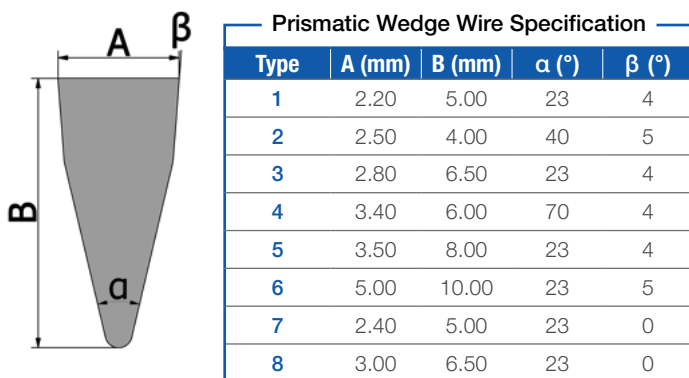 A
β
B
α
Prismatic Wedge Wire Specification
Type A (mm) B (mm) α (°) β (°)
1 2.20 5.00 23 4
2 2.50 4.00 40 5
3 2.80 6.50 23 4
4 3.40 6.00 70 4
5 3.50 8.00 23 4
6 5.00 10.00 23 5
7 2.40 5.00 23 0
8 3.00 6.50 23 0